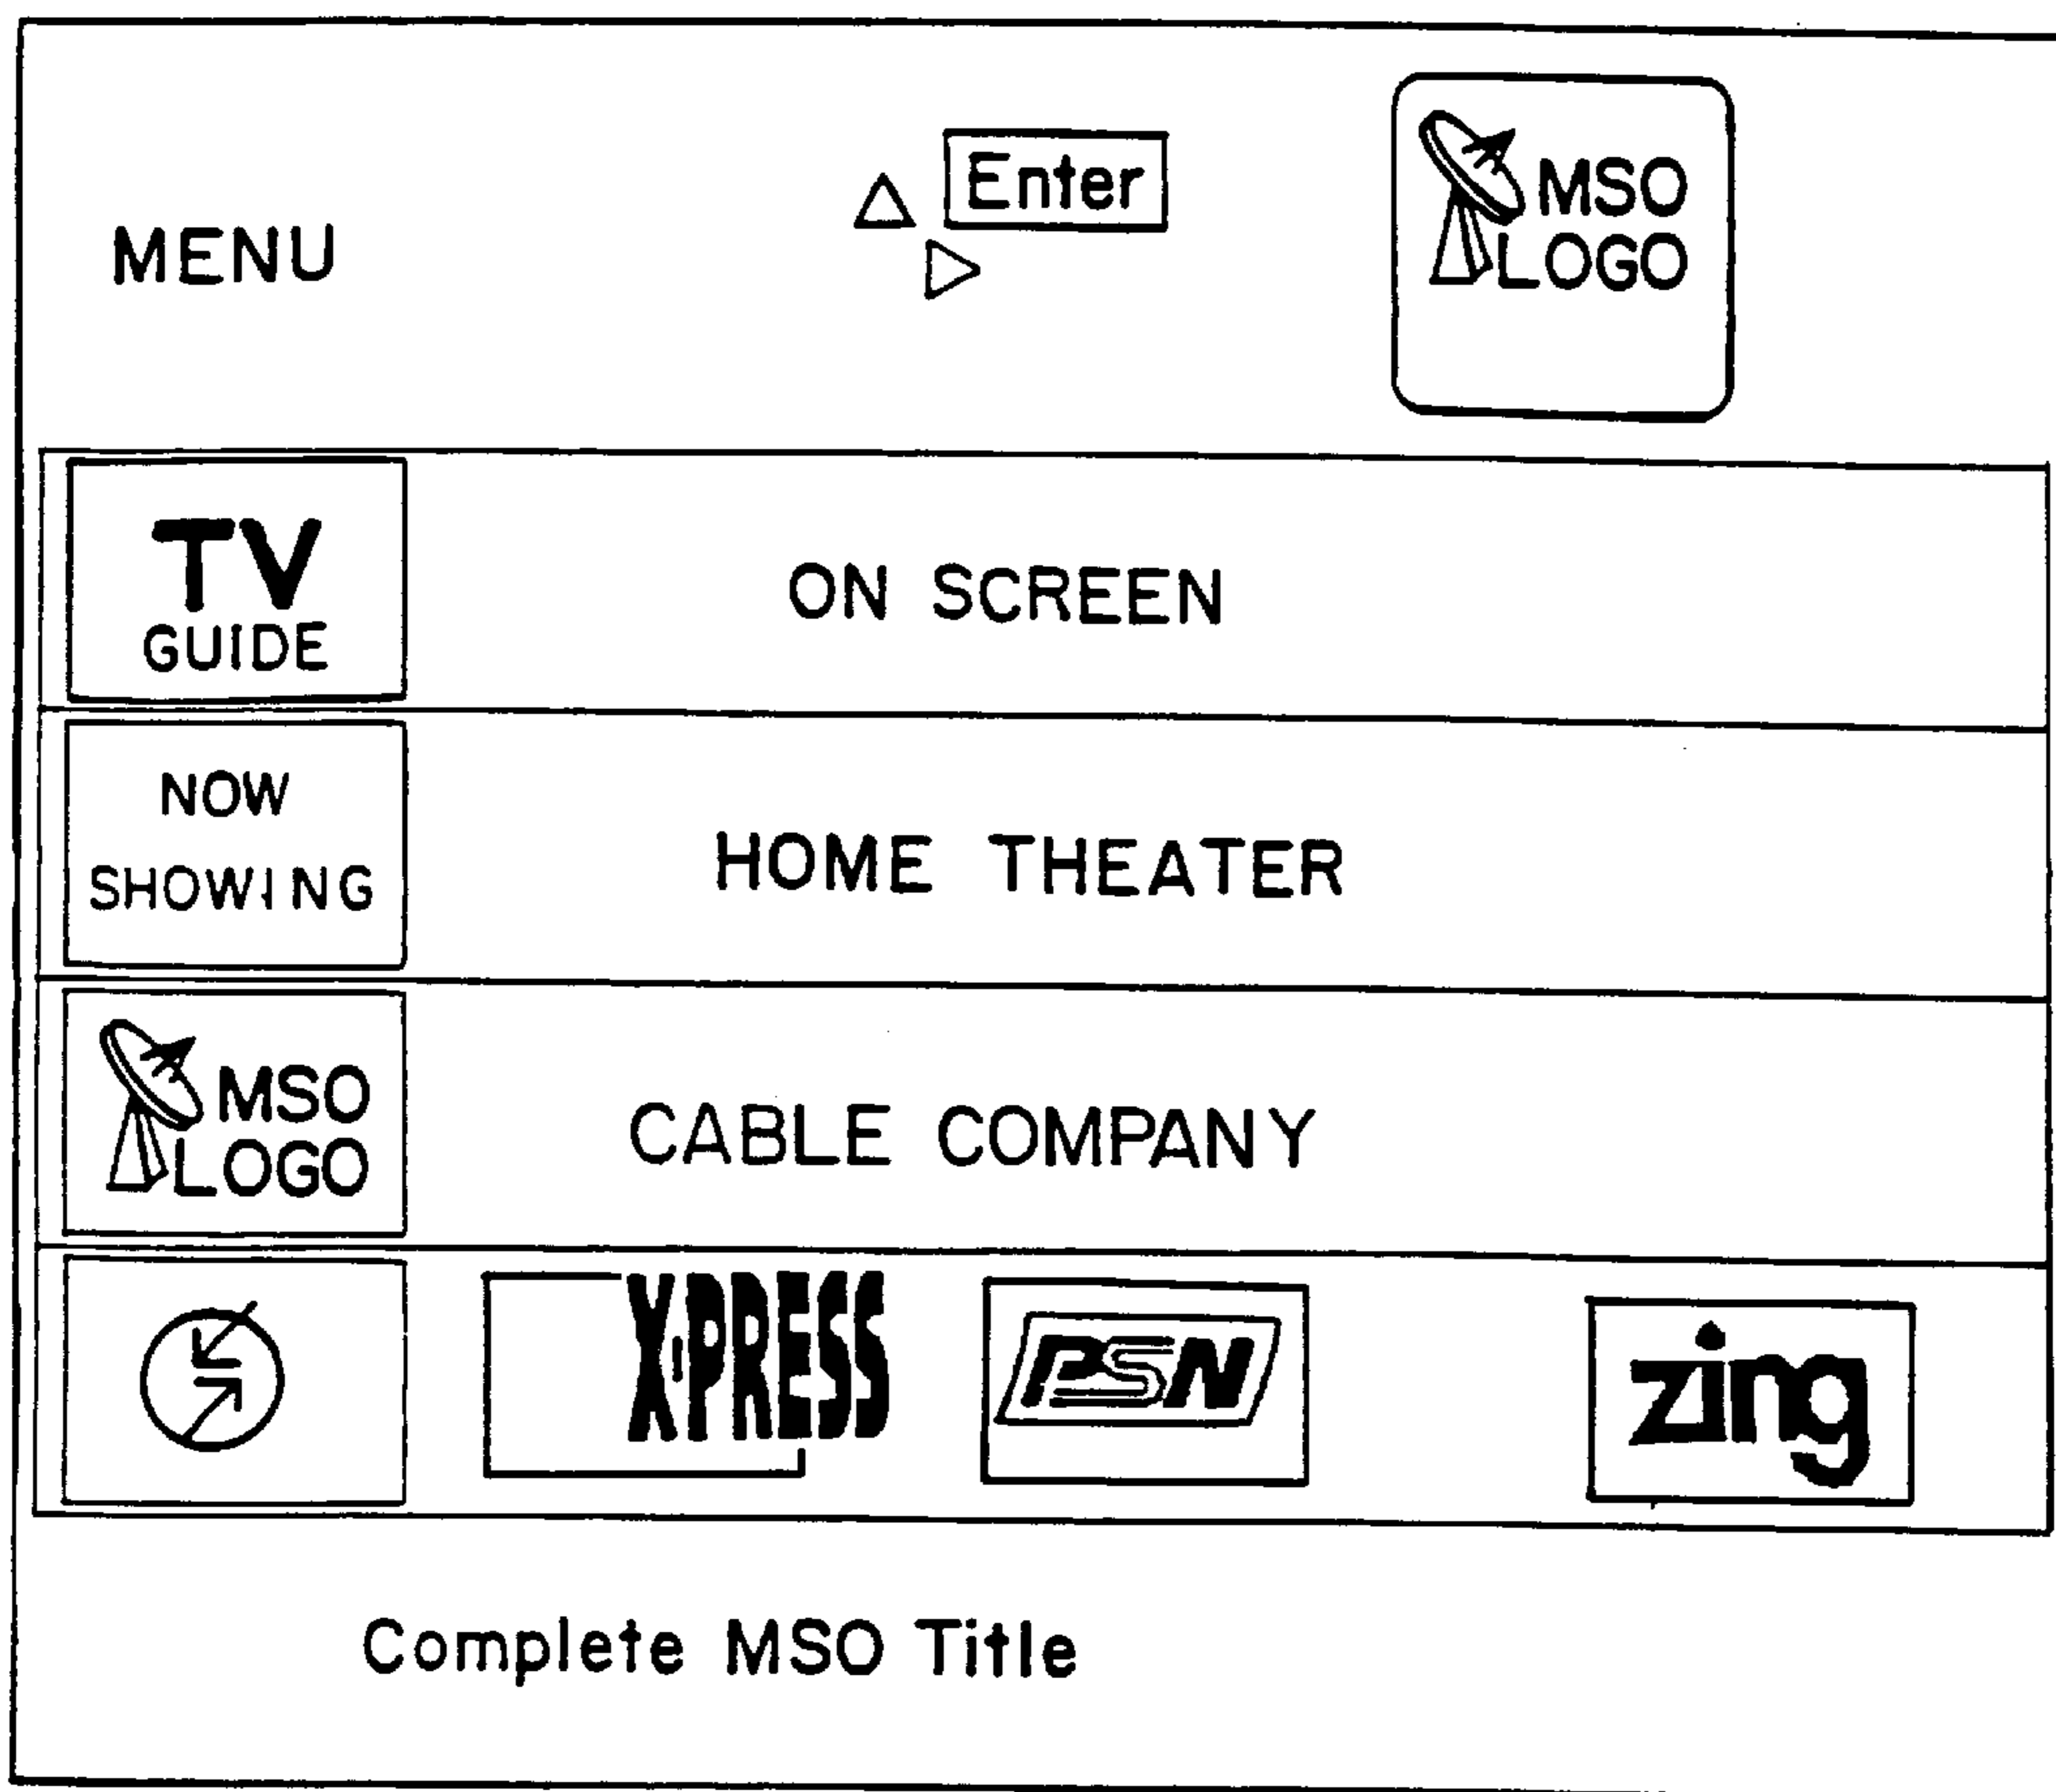 MENU
Enter
MSO
LOGO
TV
GUIDE
ON SCREEN
NOW
SHOWING
HOME THEATER
MSO
LOGO
CABLE COMPANY
X·PRESS
PSN
zing
Complete MSO Title